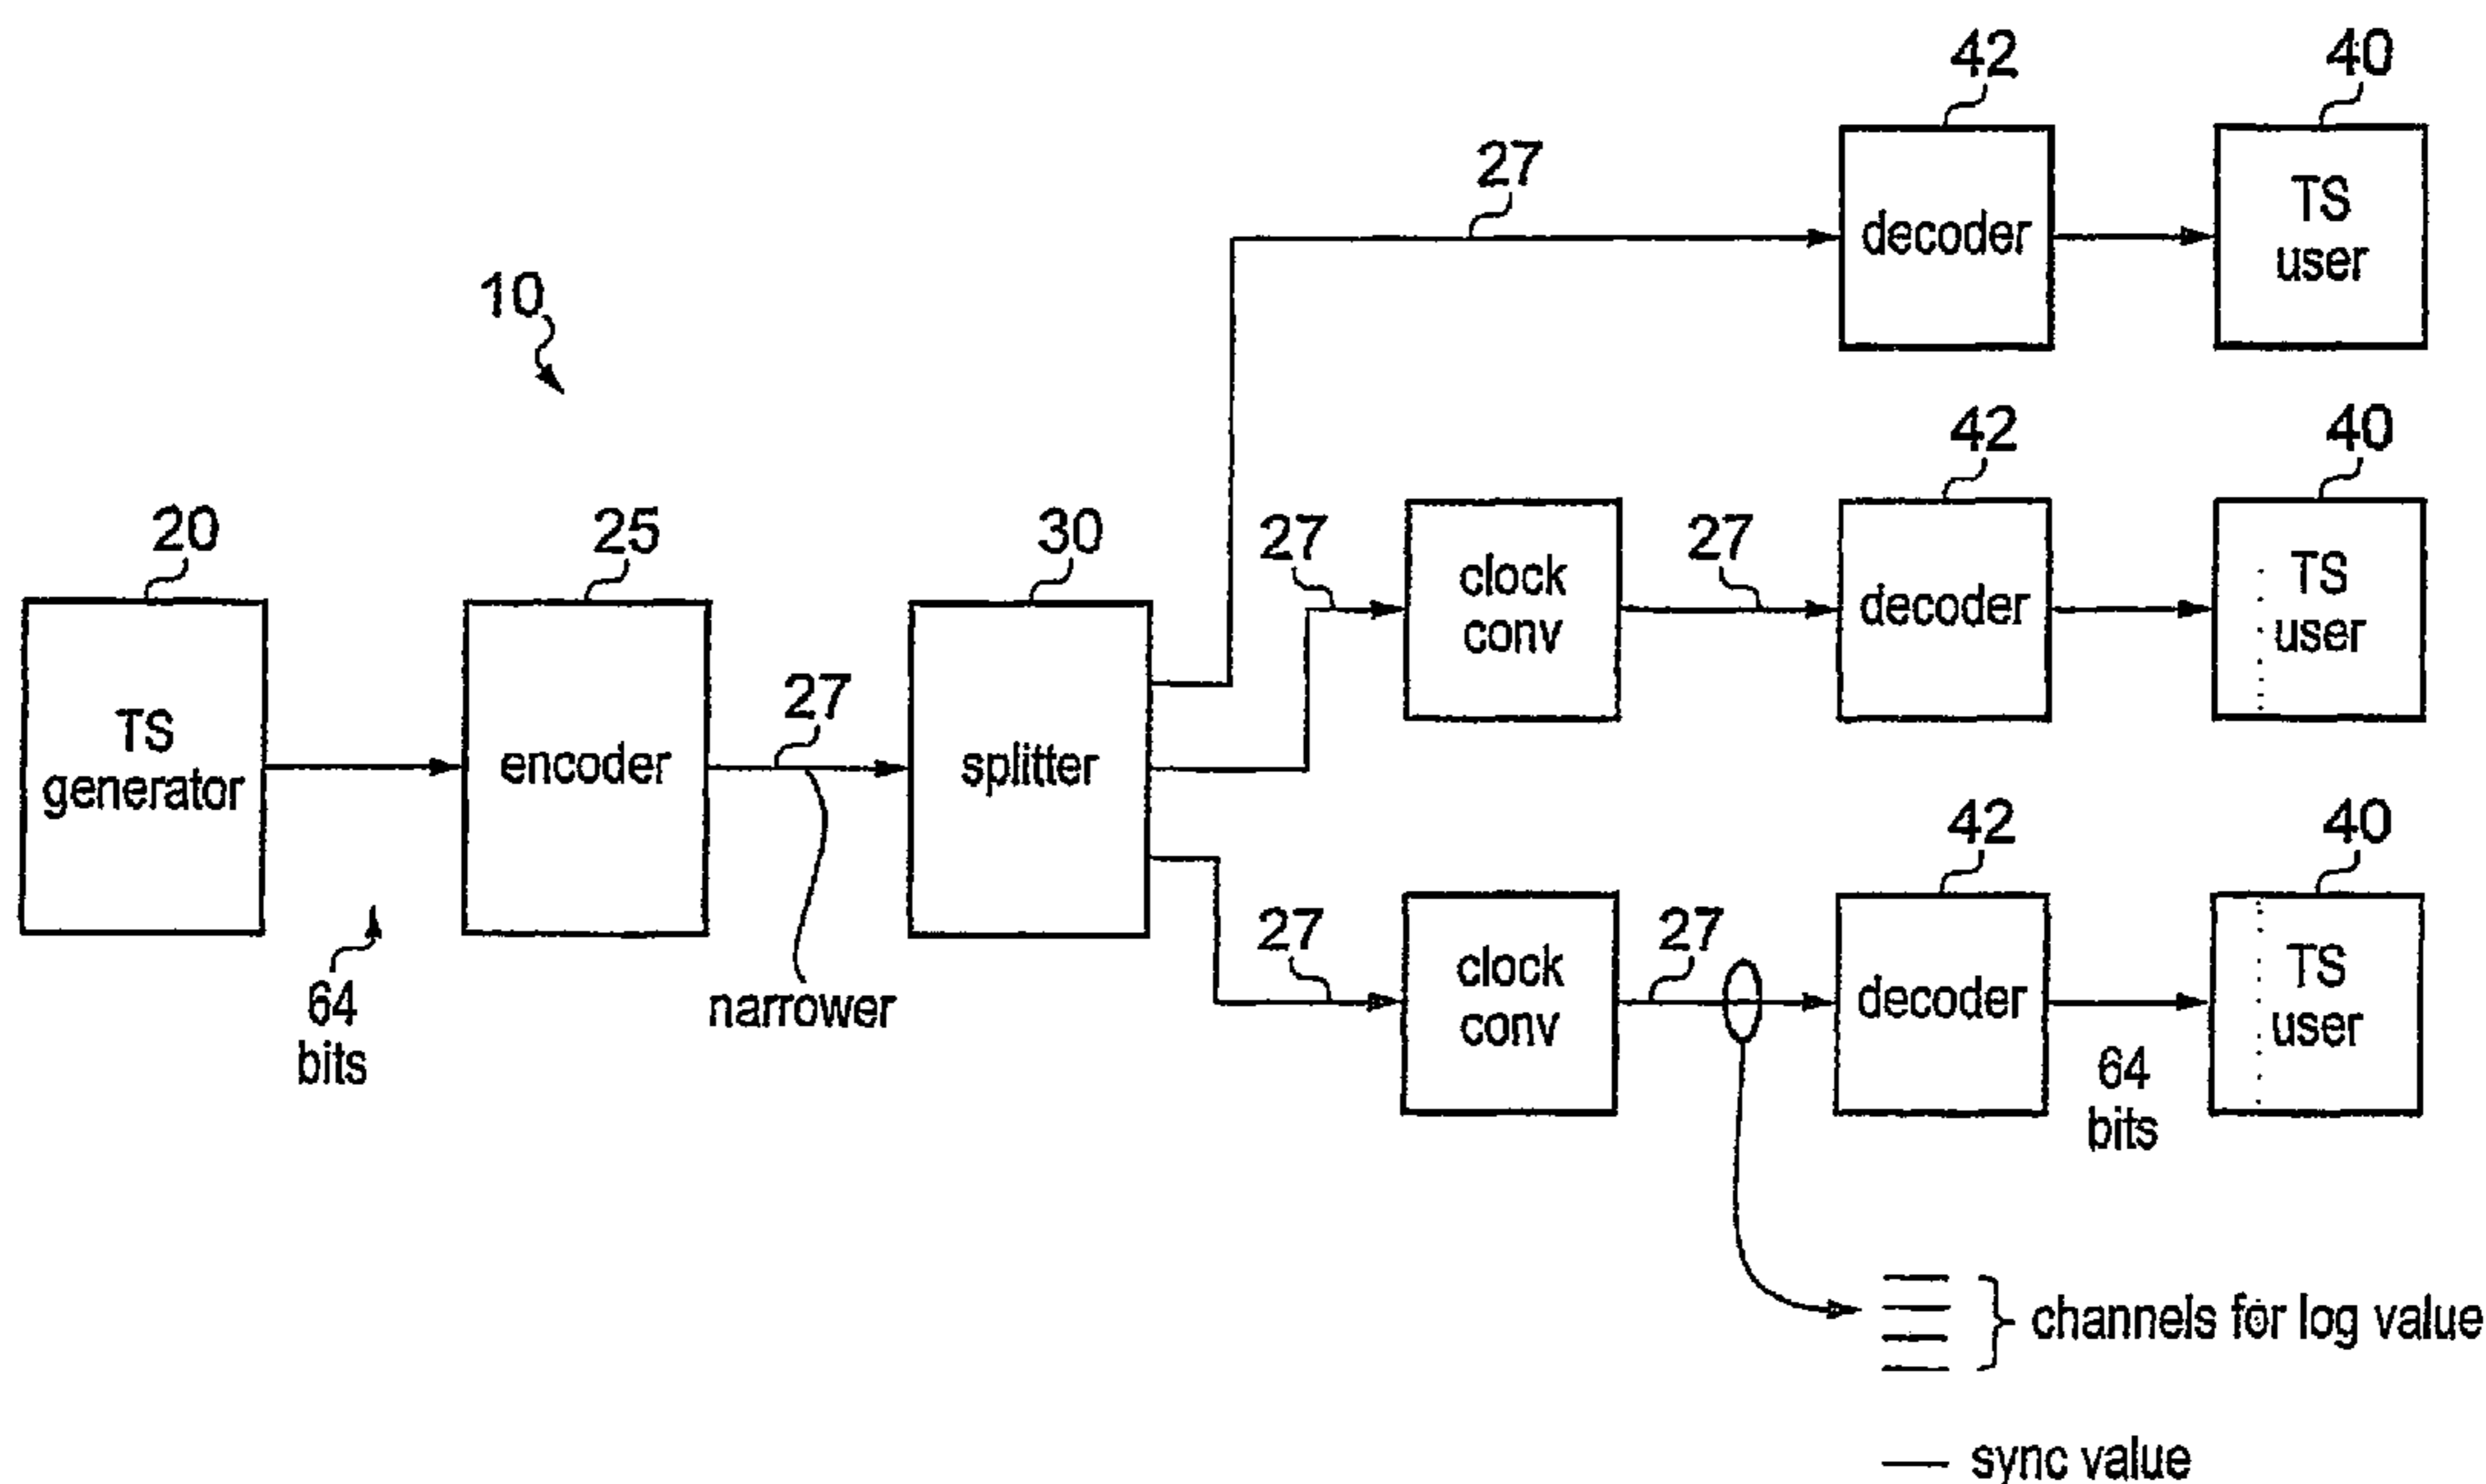 42
40
27
decoder
TS
user
10
42
40
20
25
30
27
27
clock
conv
decoder
TS
user
TS
generator
encoder
27
splitter
42
40
27
27
clock
conv
decoder
TS
user
64
bits
narrower
64
bits
channels for log value
sync value